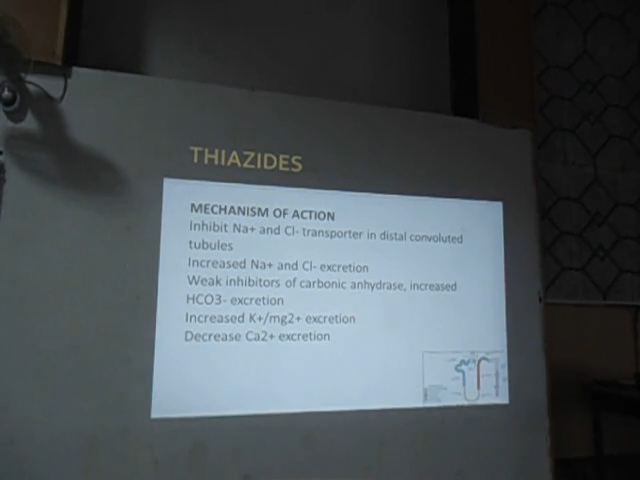 THIAZIDES
MECHANISM OF ACTION
Inhibit Na+ and Cl- transporter in distal convoluted
tubules
Increased Na+ and Cl- excretion
Weak inhibitors of carbonic anhydrase, increased
HCO3- excretion
Increased K+/mg2+ excretion
Decrease Ca2+ excretion